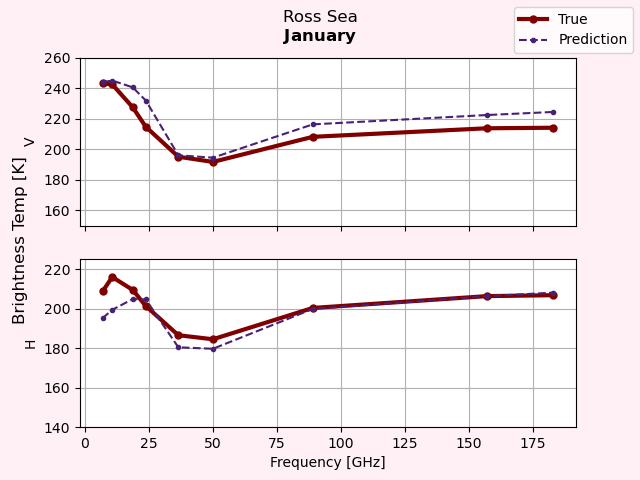 Ross Sea
January
True
Prediction
260
240
220
200
180
160
V
220
200
180
160
140
H
Brightness Temp [K]
0 25 50 75 100 125 150 175
Frequency [GHz]